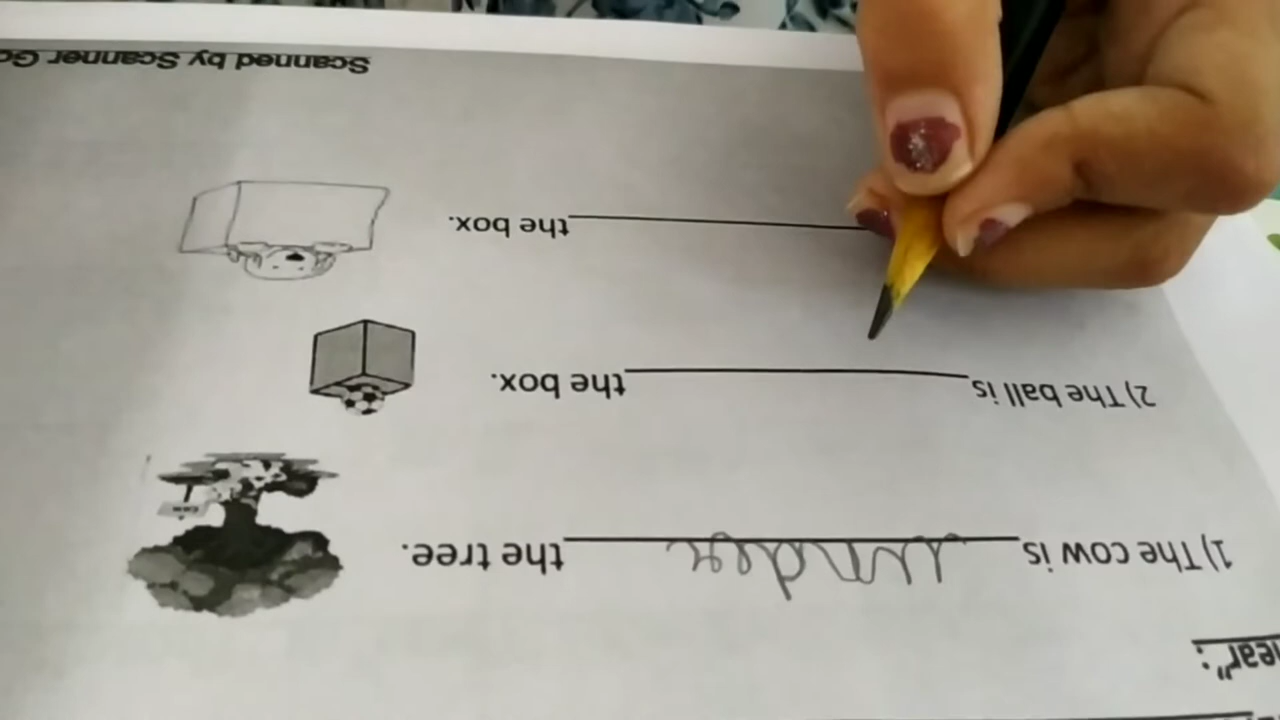 near":
1) The cow is under the tree.
2) The ball is the box.
the box.
Scanned by Scanner Go